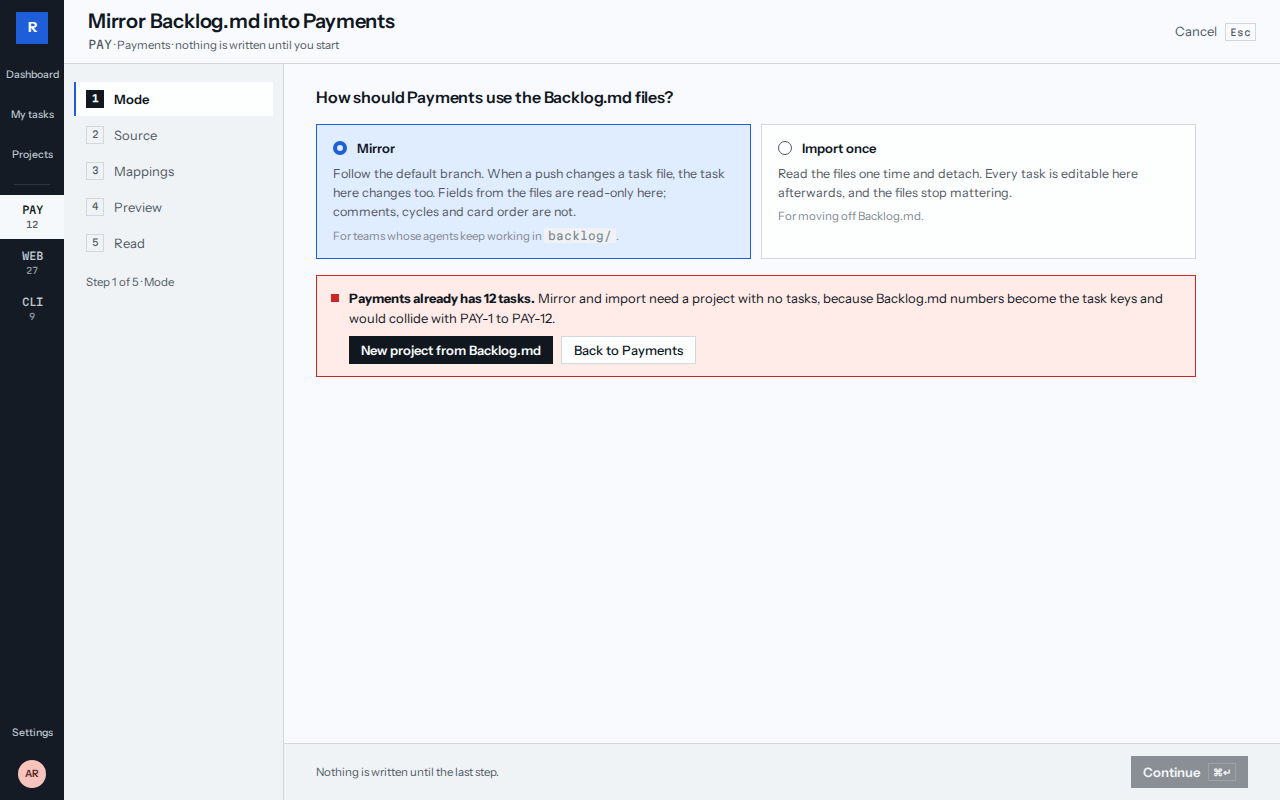 R
Dashboard
My tasks
Projects
PAY
12
WEB
27
CLI
9
Settings
AR
Mirror Backlog.md into Payments
PAY · Payments · nothing is written until you start
Cancel Esc
1 Mode
2 Source
3 Mappings
4 Preview
5 Read
Step 1 of 5 · Mode
How should Payments use the Backlog.md files?
Mirror
Follow the default branch. When a push changes a task file, the task
here changes too. Fields from the files are read-only here;
comments, cycles and card order are not.
For teams whose agents keep working in backlog/.
Import once
Read the files one time and detach. Every task is editable here
afterwards, and the files stop mattering.
For moving off Backlog.md.
Payments already has 12 tasks. Mirror and import need a project with no tasks, because Backlog.md numbers become the task keys and
would collide with PAY-1 to PAY-12.
New project from Backlog.md
Back to Payments
Nothing is written until the last step.
Continue ⌘↵